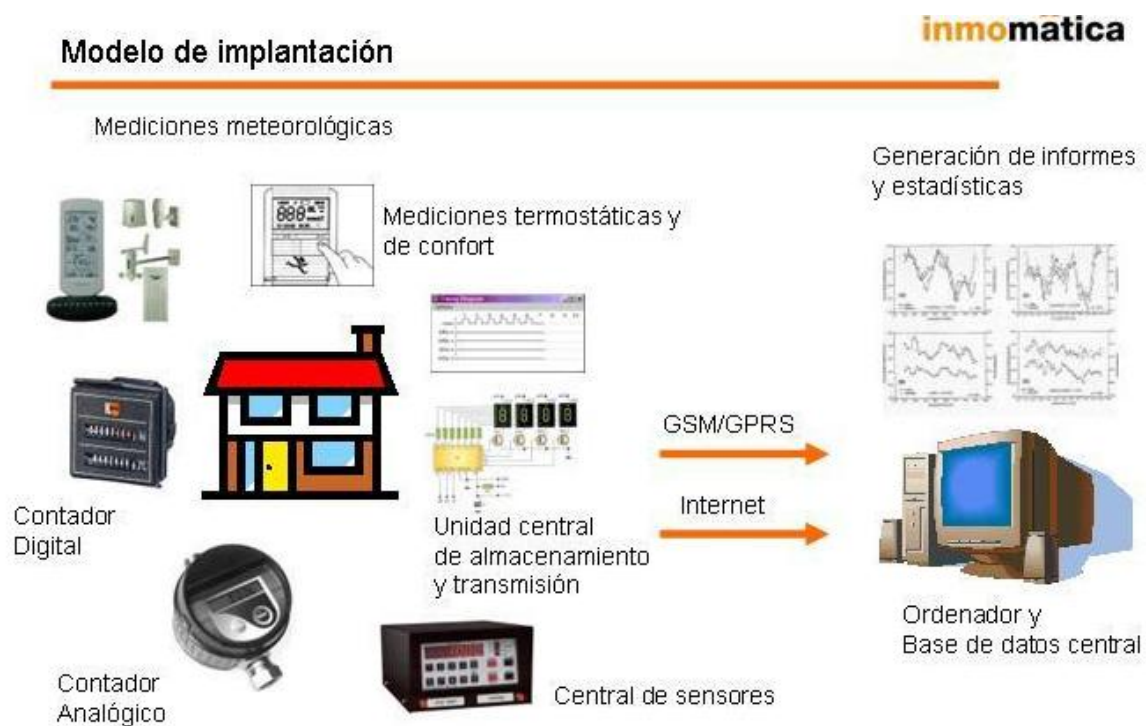 inmomática
Modelo de implantación
Mediciones meteorológicas
Generación de informes
y estadísticas
Mediciones termostáticas y
de confort
GSM/GPRS
Internet
Contador
Digital
Unidad central
de almacenamiento
y transmisión
Ordenador y
Base de datos central
Contador
Analógico
Central de sensores